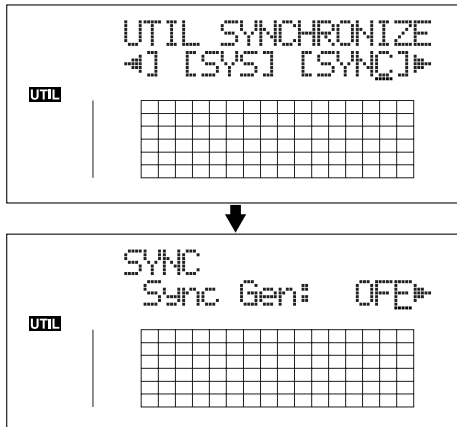 UTIL SYNCHRONIZE
◀] [SYS] [SYNC]▶
UTIL
SYNC
Sync Gen: OFF▶
UTIL